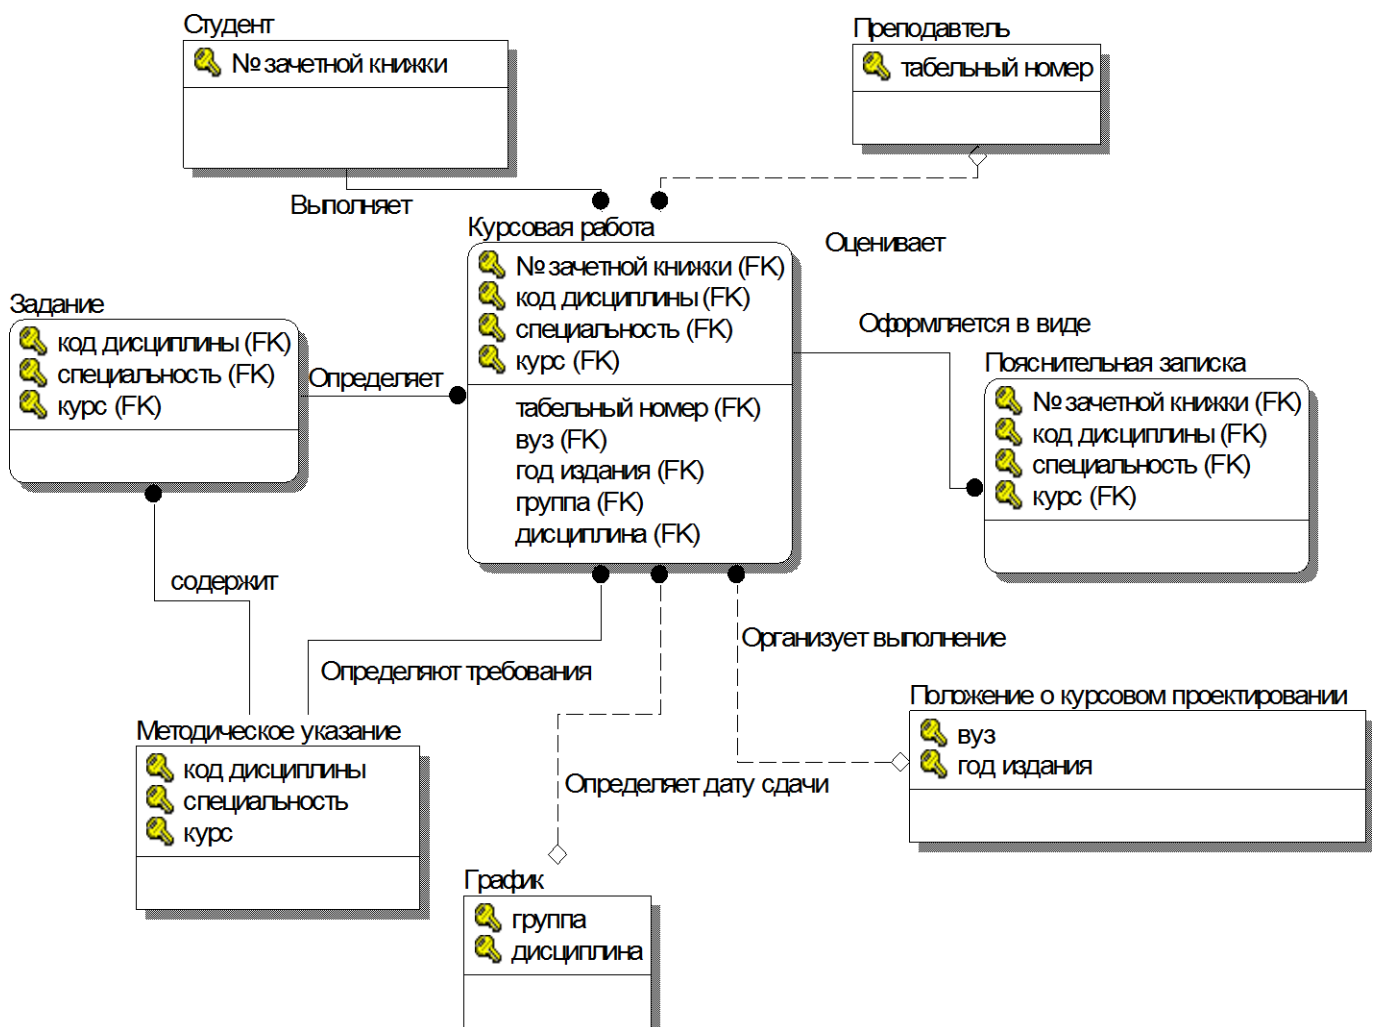 Студент
№ зачетной книжки
Преподавтель
табельный номер
Выполняет
Курсовая работа
№ зачетной книжки (FK)
код дисциплины (FK)
специальность (FK)
курс (FK)
табельный номер (FK)
вуз (FK)
год издания (FK)
группа (FK)
дисциплина (FK)
Оценивает
Задание
код дисциплины (FK)
специальность (FK)
курс (FK)
Определяет
Оформляется в виде
Пояснительная записка
№ зачетной книжки (FK)
код дисциплины (FK)
специальность (FK)
курс (FK)
содержит
Определяют требования
Организует выполнение
Методическое указание
код дисциплины
специальность
курс
Положение о курсовом проектировании
вуз
год издания
Определяет дату сдачи
График
группа
дисциплина